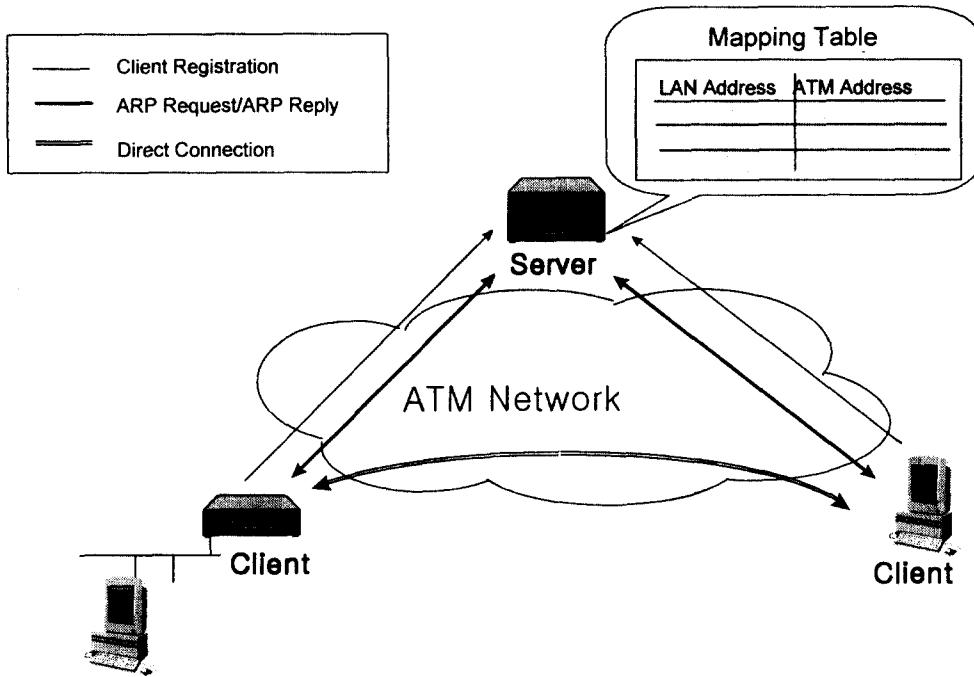 Client Registration
ARP Request/ARP Reply
Direct Connection
Mapping Table
LAN Address ATM Address
Server
ATM Network
Client
Client